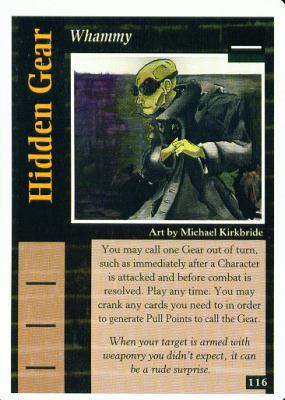 Hidden Gear
Whammy
Art by Michael Kirkbride
You may call one Gear out of turn,
such as immediately after a Character
is attacked and before combat is
resolved. Play any time. You may
crank any cards you need to in order
to generate Pull Points to call the Gear.
When your target is armed with
weaponry you didn't expect, it can
be a rude surprise.
116